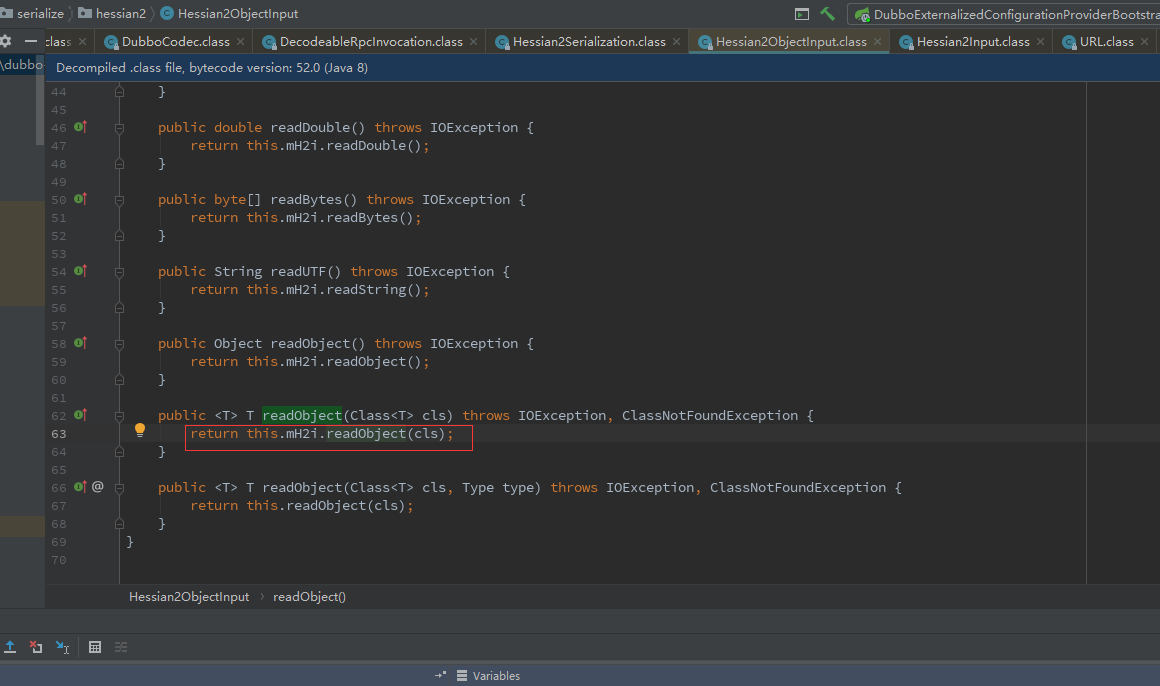 serialize hessian2 Hessian2ObjectInput DubboExternalizedConfigurationProviderBootstra
class DubboCodec.class DecodeableRpcInvocation.class Hessian2Serialization.class Hessian2ObjectInput.class Hessian2Input.class URL.class
\dubbo- Decompiled .class file, bytecode version: 52.0 (Java 8)
44 }
45
46 public double readDouble() throws IOException {
47 return this.mH2i.readDouble();
48 }
49
50 public byte[] readBytes() throws IOException {
51 return this.mH2i.readBytes();
52 }
53
54 public String readUTF() throws IOException {
55 return this.mH2i.readString();
56 }
57
58 public Object readObject() throws IOException {
59 return this.mH2i.readObject();
60 }
61
62 public <T> T readObject(Class<T> cls) throws IOException, ClassNotFoundException {
63 return this.mH2i.readObject(cls);
64 }
65
66 @ public <T> T readObject(Class<T> cls, Type type) throws IOException, ClassNotFoundException {
67 return this.readObject(cls);
68 }
69 }
70
Hessian2ObjectInput › readObject()
Variables